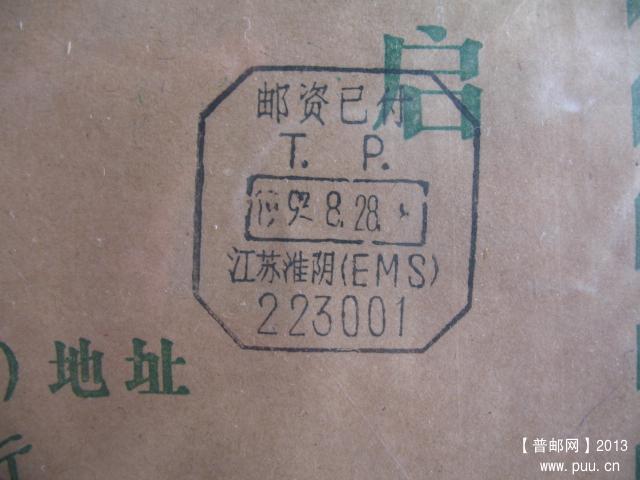 启
邮资已付
T. P.
8.28.
江苏淮阴(EMS)
223001
)地址
【普邮网】2013
www.puu.cn